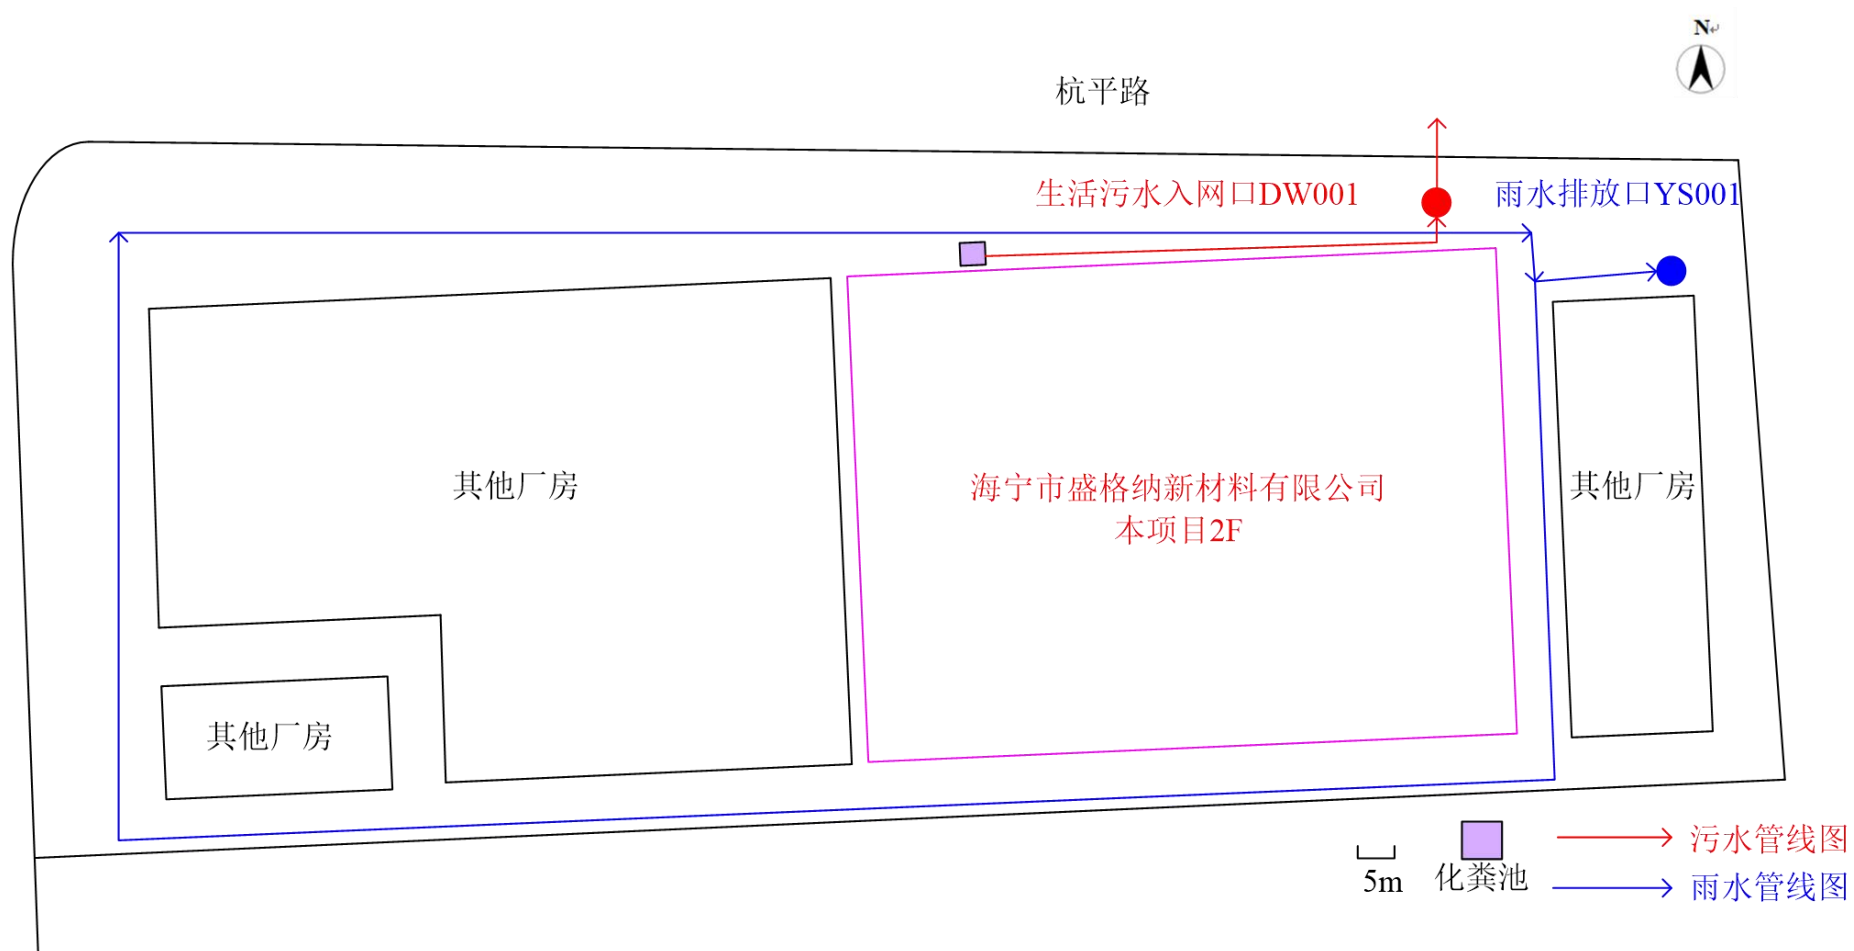 N
杭平路
生活污水入网口DW001
雨水排放口YS001
其他厂房
海宁市盛格纳新材料有限公司
本项目2F
其他厂房
其他厂房
5m
化粪池
污水管线图
雨水管线图